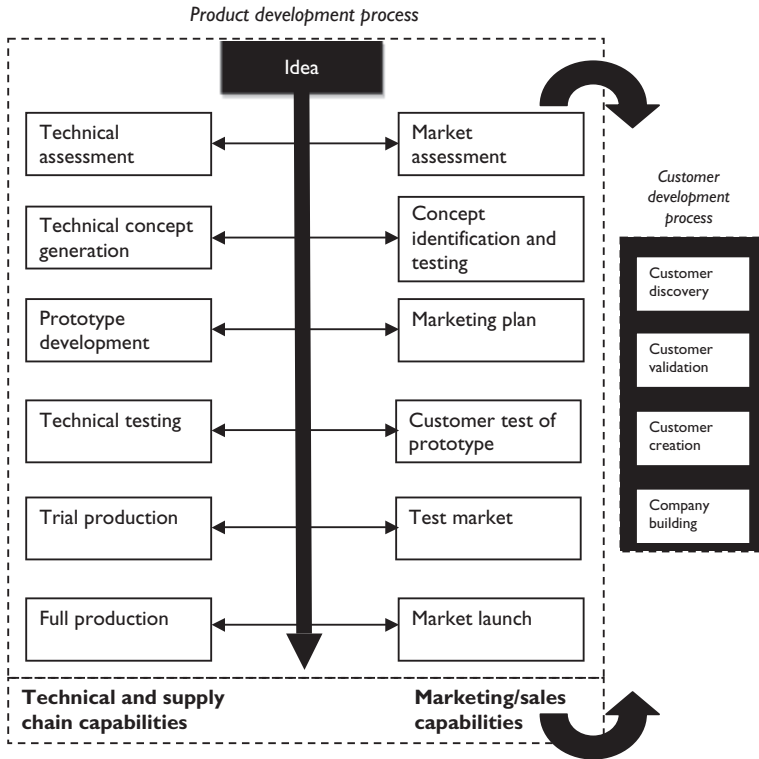 Product development process
Idea
Technical
assessment
Market
assessment
Technical concept
generation
Concept
identification and
testing
Prototype
development
Marketing plan
Technical testing
Customer test of
prototype
Trial production
Test market
Full production
Market launch
Technical and supply
chain capabilities
Marketing/sales
capabilities
Customer
development
process
Customer
discovery
Customer
validation
Customer
creation
Company
building